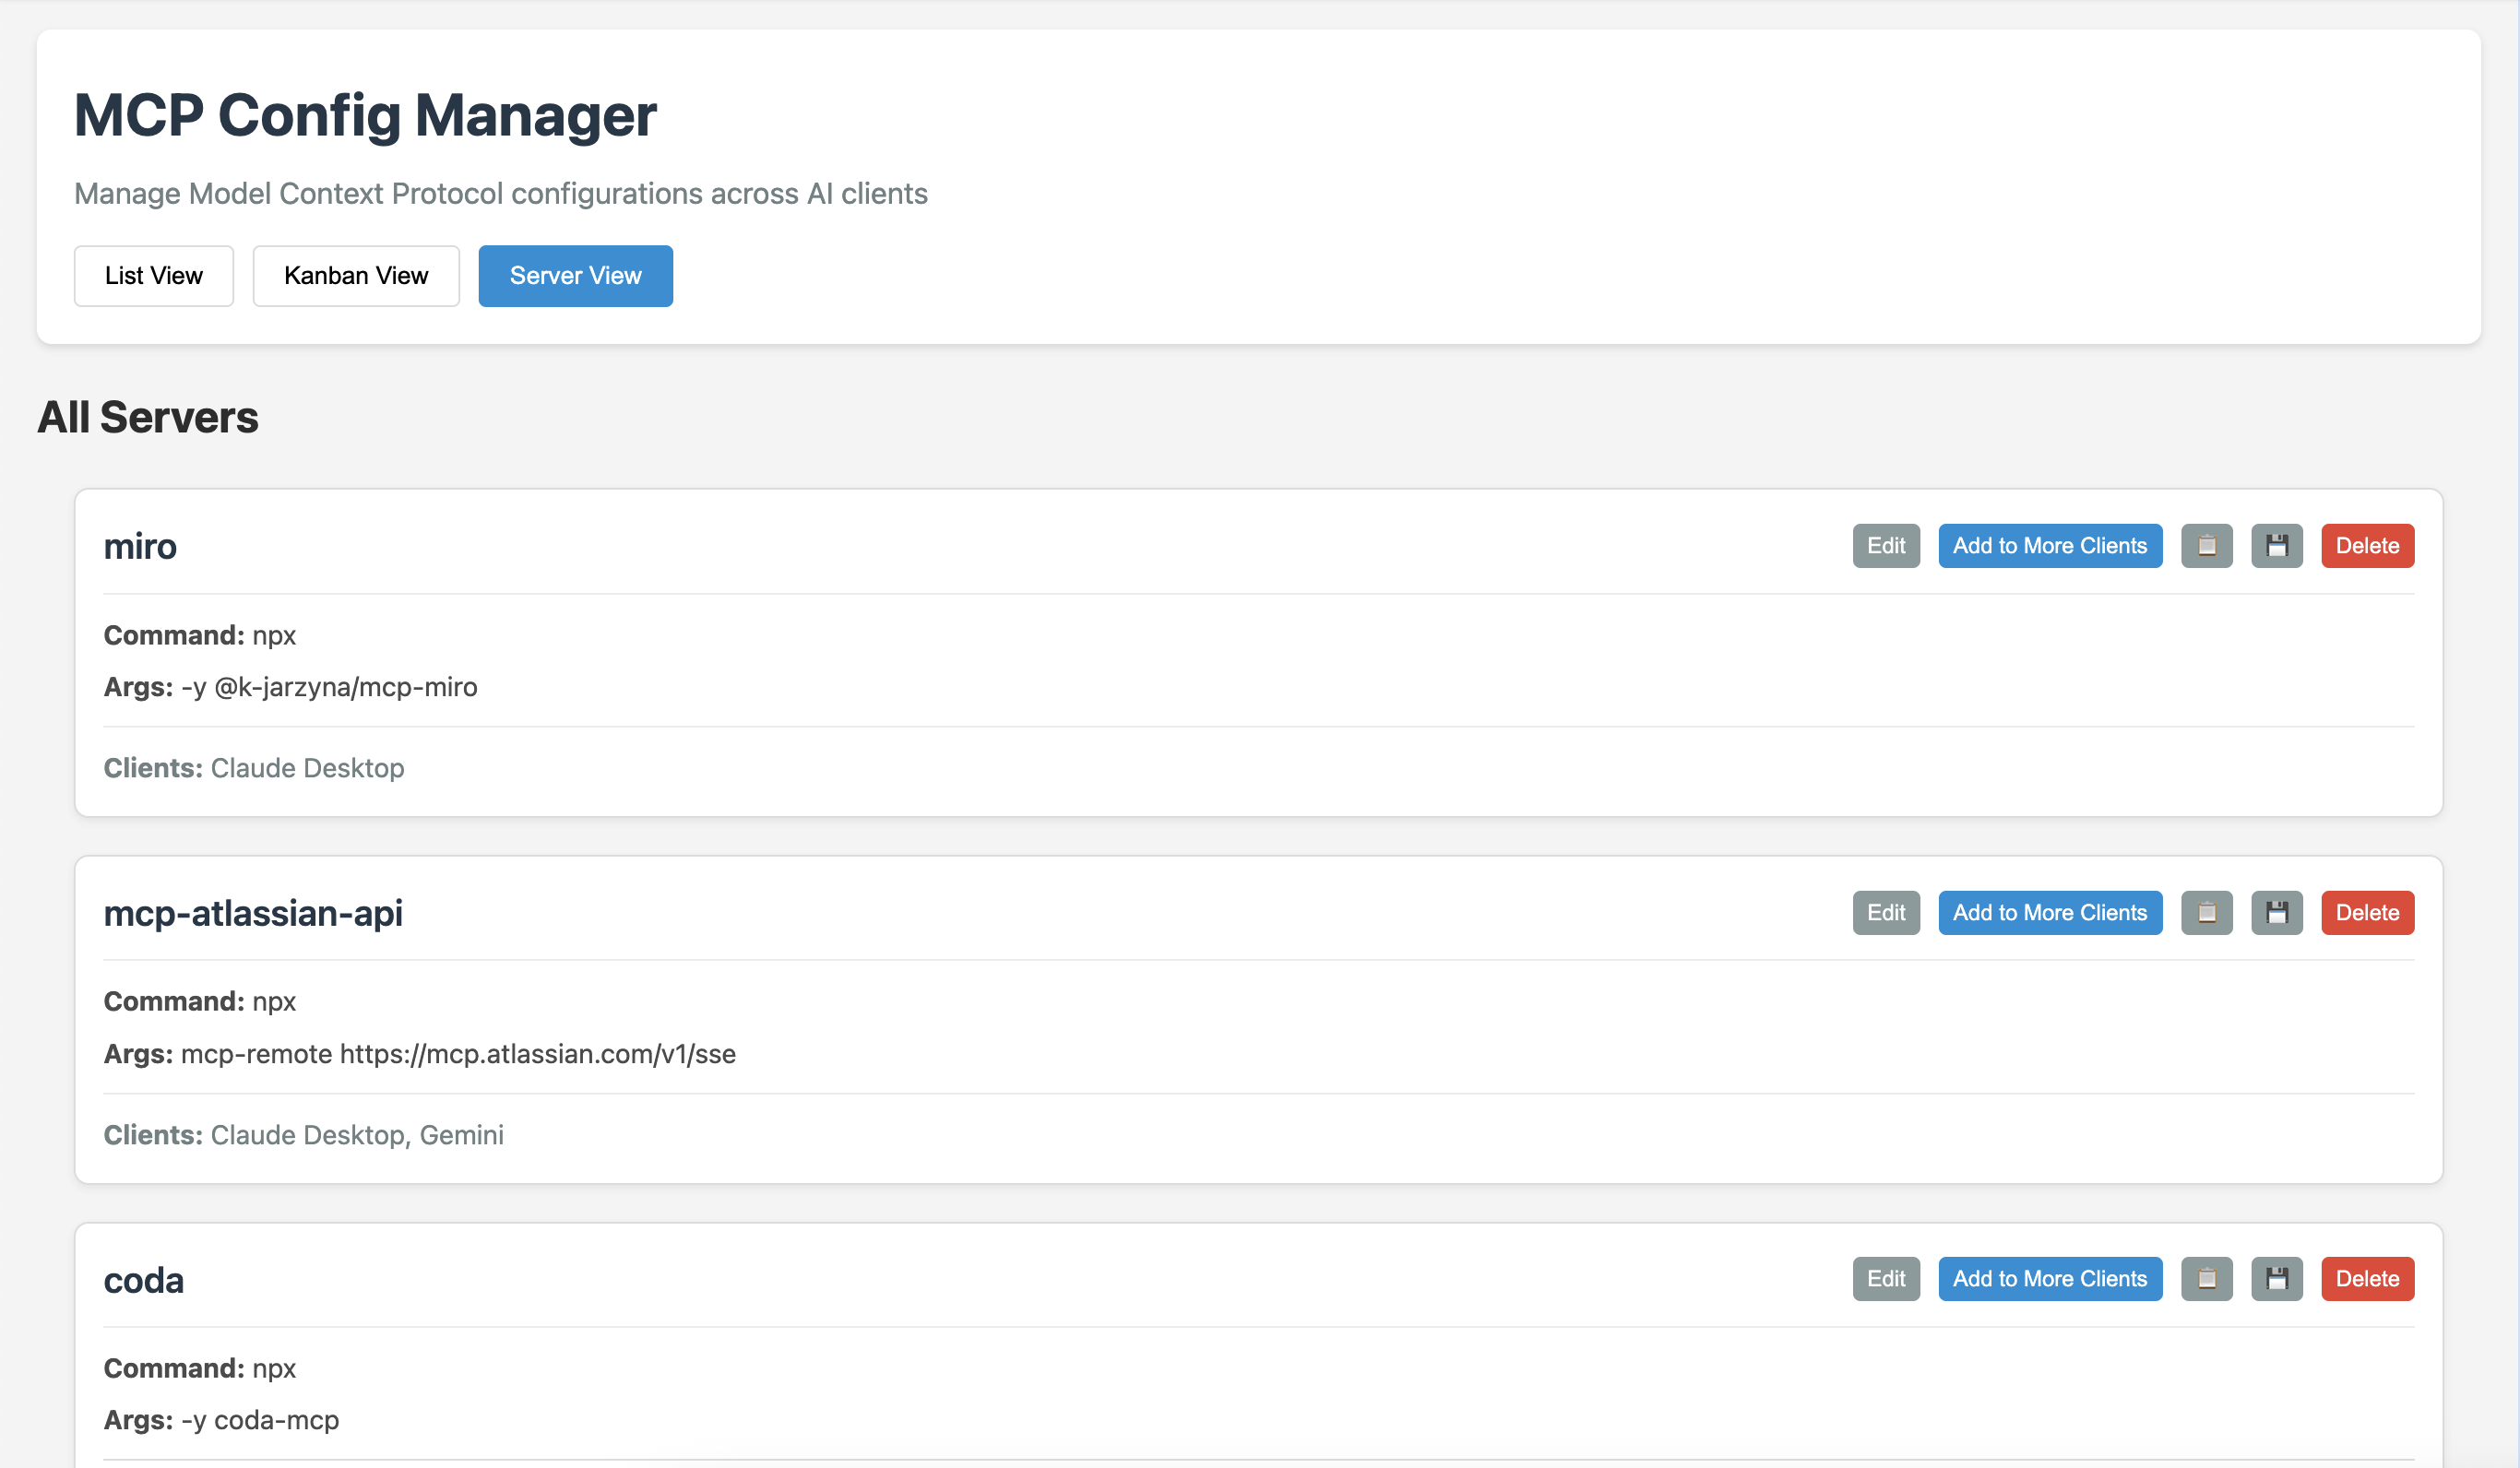 MCP Config Manager
Manage Model Context Protocol configurations across AI clients
List View Kanban View Server View
All Servers
miro Edit Add to More Clients Delete
Command: npx
Args: -y @k-jarzyna/mcp-miro
Clients: Claude Desktop
mcp-atlassian-api Edit Add to More Clients Delete
Command: npx
Args: mcp-remote https://mcp.atlassian.com/v1/sse
Clients: Claude Desktop, Gemini
coda Edit Add to More Clients Delete
Command: npx
Args: -y coda-mcp